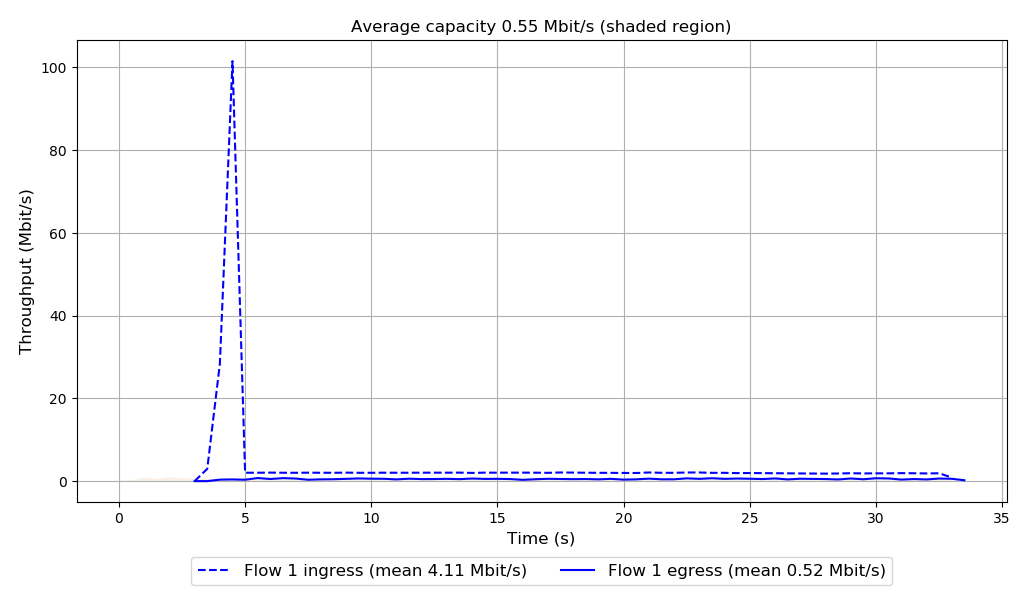 Average capacity 0.55 Mbit/s (shaded region)
Throughput (Mbit/s)
100
80
60
40
20
0
0 5 10 15 20 25 30 35
Time (s)
Flow 1 ingress (mean 4.11 Mbit/s) Flow 1 egress (mean 0.52 Mbit/s)